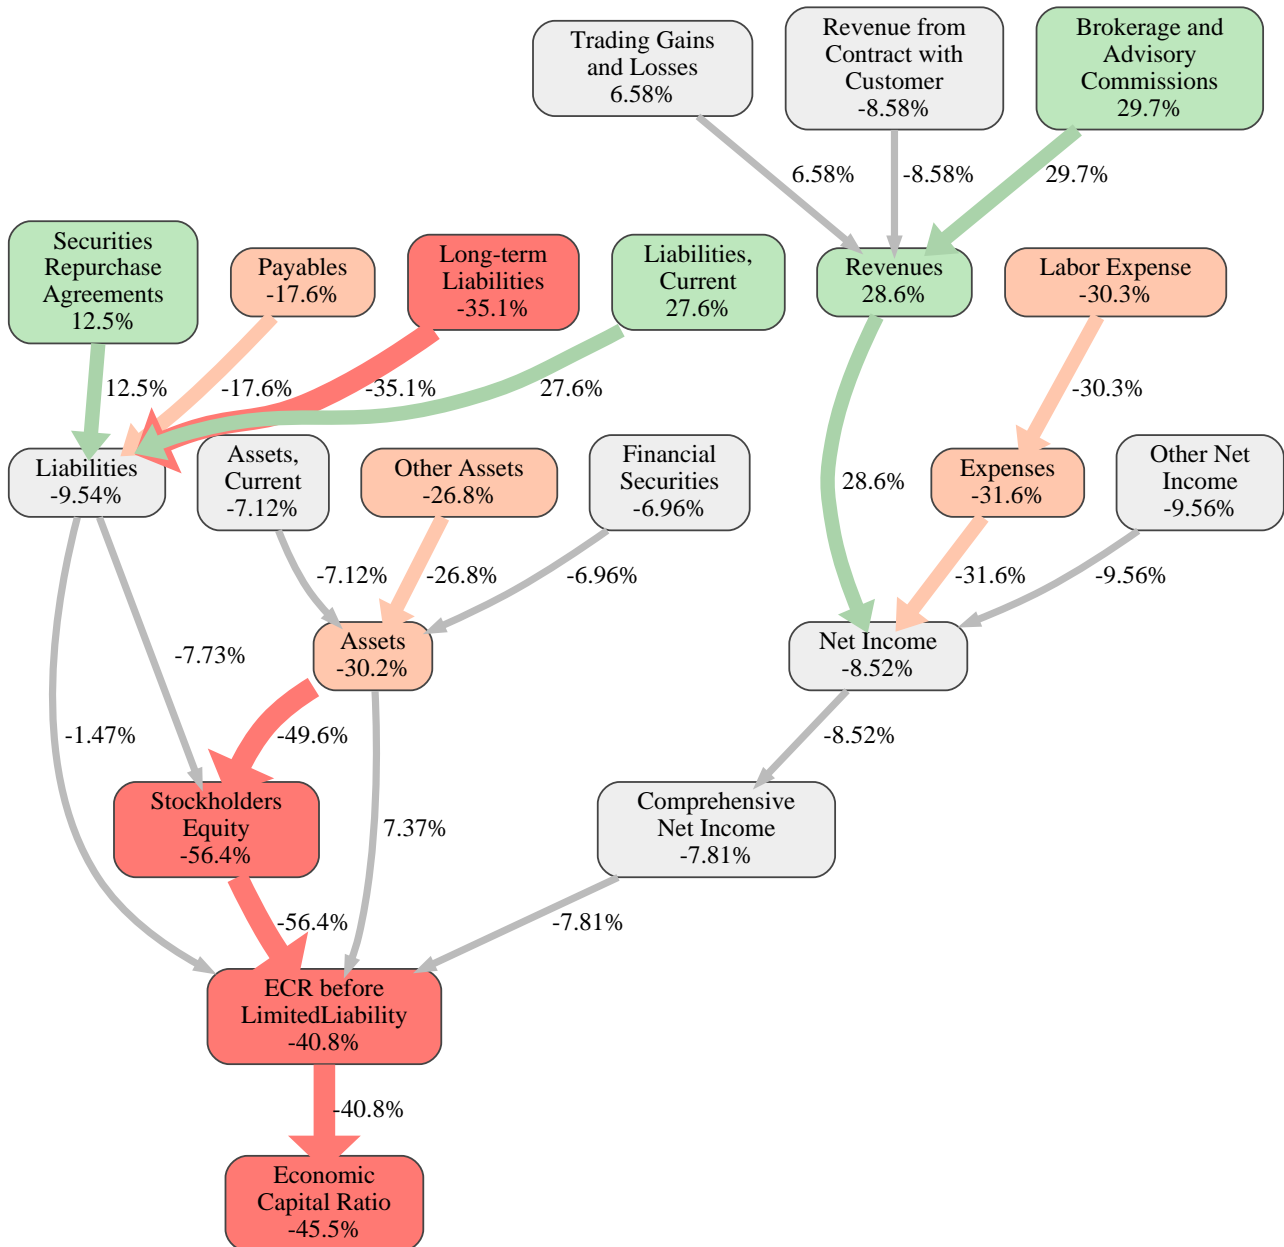 Trading Gains
and Losses
6.58%
Revenue from
Contract with
Customer
-8.58%
Brokerage and
Advisory
Commissions
29.7%
6.58%
-8.58%
29.7%
Securities
Repurchase
Agreements
12.5%
Payables
-17.6%
Long-term
Liabilities
-35.1%
Liabilities,
Current
27.6%
Revenues
28.6%
Labor Expense
-30.3%
12.5%
-17.6%
-35.1%
27.6%
-30.3%
Liabilities
-9.54%
Assets,
Current
-7.12%
Other Assets
-26.8%
Financial
Securities
-6.96%
28.6%
Expenses
-31.6%
Other Net
Income
-9.56%
-7.12%
-26.8%
-6.96%
-31.6%
-9.56%
-7.73%
Assets
-30.2%
Net Income
-8.52%
-1.47%
-49.6%
-8.52%
Stockholders
Equity
-56.4%
7.37%
Comprehensive
Net Income
-7.81%
-56.4%
-7.81%
ECR before
LimitedLiability
-40.8%
-40.8%
Economic
Capital Ratio
-45.5%